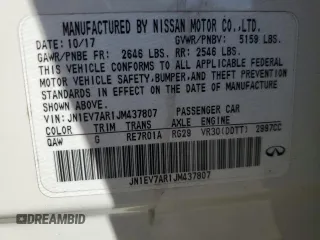 MANUFACTURED BY NISSAN MOTOR CO.,LTD.
DATE: 10/17 GVWR/PNBV: 5159 LBS.
GAWR/PNBE FR: 2646 LBS. RR: 2546 LBS.
THIS VEHICLE CONFORMS TO ALL APPLICABLE FEDERAL
MOTOR VEHICLE SAFETY,BUMPER,AND THEFT PREVENTION
STANDARDS IN EFFECT ON THE DATE OF MANUFACTURE
SHOWN ABOVE.
VIN: JN1EV7AR1JM437807 PASSENGER CAR
COLOR TRIM TRANS AXLE ENGINE
QAW G RE7R01A RG29 VR30(DDTT) 2997CC
JN1EV7AR1JM437807